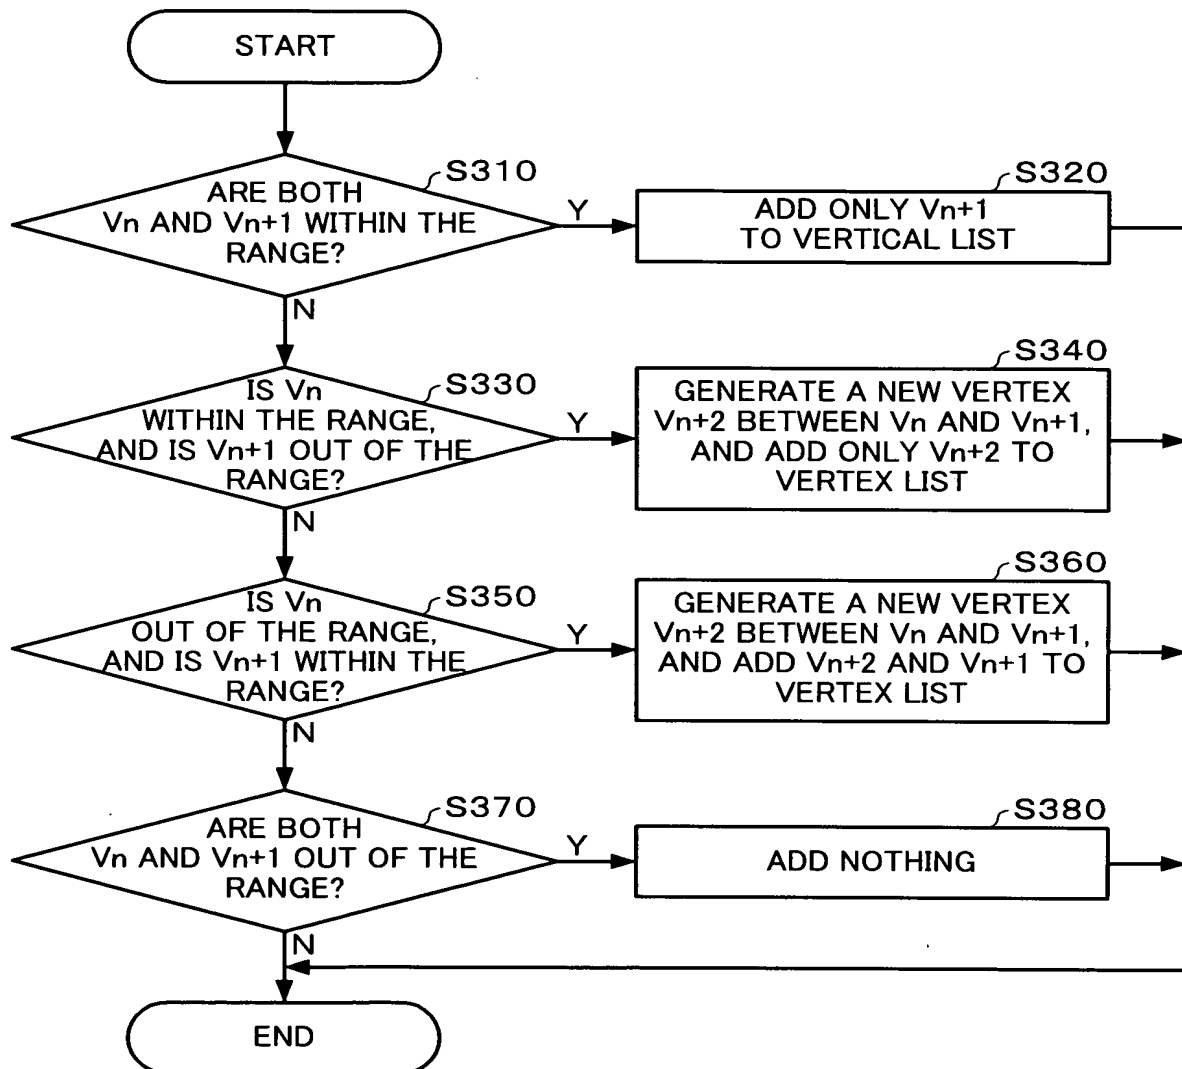 START
S310
ARE BOTH
Vn AND Vn+1 WITHIN THE
RANGE?
Y
S320
ADD ONLY Vn+1
TO VERTICAL LIST
N
S330
IS Vn
WITHIN THE RANGE,
AND IS Vn+1 OUT OF THE
RANGE?
Y
S340
GENERATE A NEW VERTEX
Vn+2 BETWEEN Vn AND Vn+1,
AND ADD ONLY Vn+2 TO
VERTEX LIST
N
S350
IS Vn
OUT OF THE RANGE,
AND IS Vn+1 WITHIN THE
RANGE?
Y
S360
GENERATE A NEW VERTEX
Vn+2 BETWEEN Vn AND Vn+1,
AND ADD Vn+2 AND Vn+1 TO
VERTEX LIST
N
S370
ARE BOTH
Vn AND Vn+1 OUT OF THE
RANGE?
Y
S380
ADD NOTHING
N
END